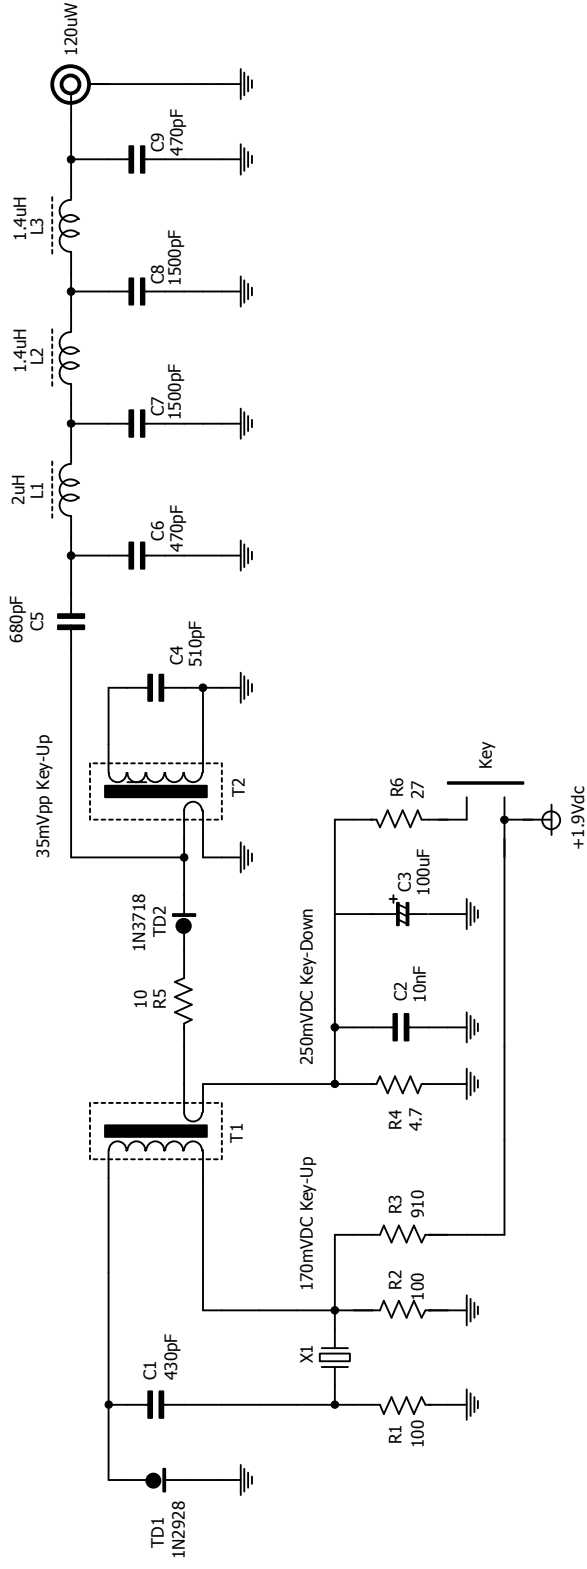 120uW
1.4uH
L3
C9
470pF
1.4uH
L2
C8
1500pF
2uH
L1
C7
1500pF
680pF
C5
C6
470pF
35mVpp Key-Up
C4
510pF
T2
1N3718
TD2
10
R5
T1
250mVDC Key-Down
R6
27
Key
+
C3
100uF
C2
10nF
R4
4.7
+1.9Vdc
170mVDC Key-Up
R3
910
R2
100
X1
C1
430pF
R1
100
TD1
1N2928